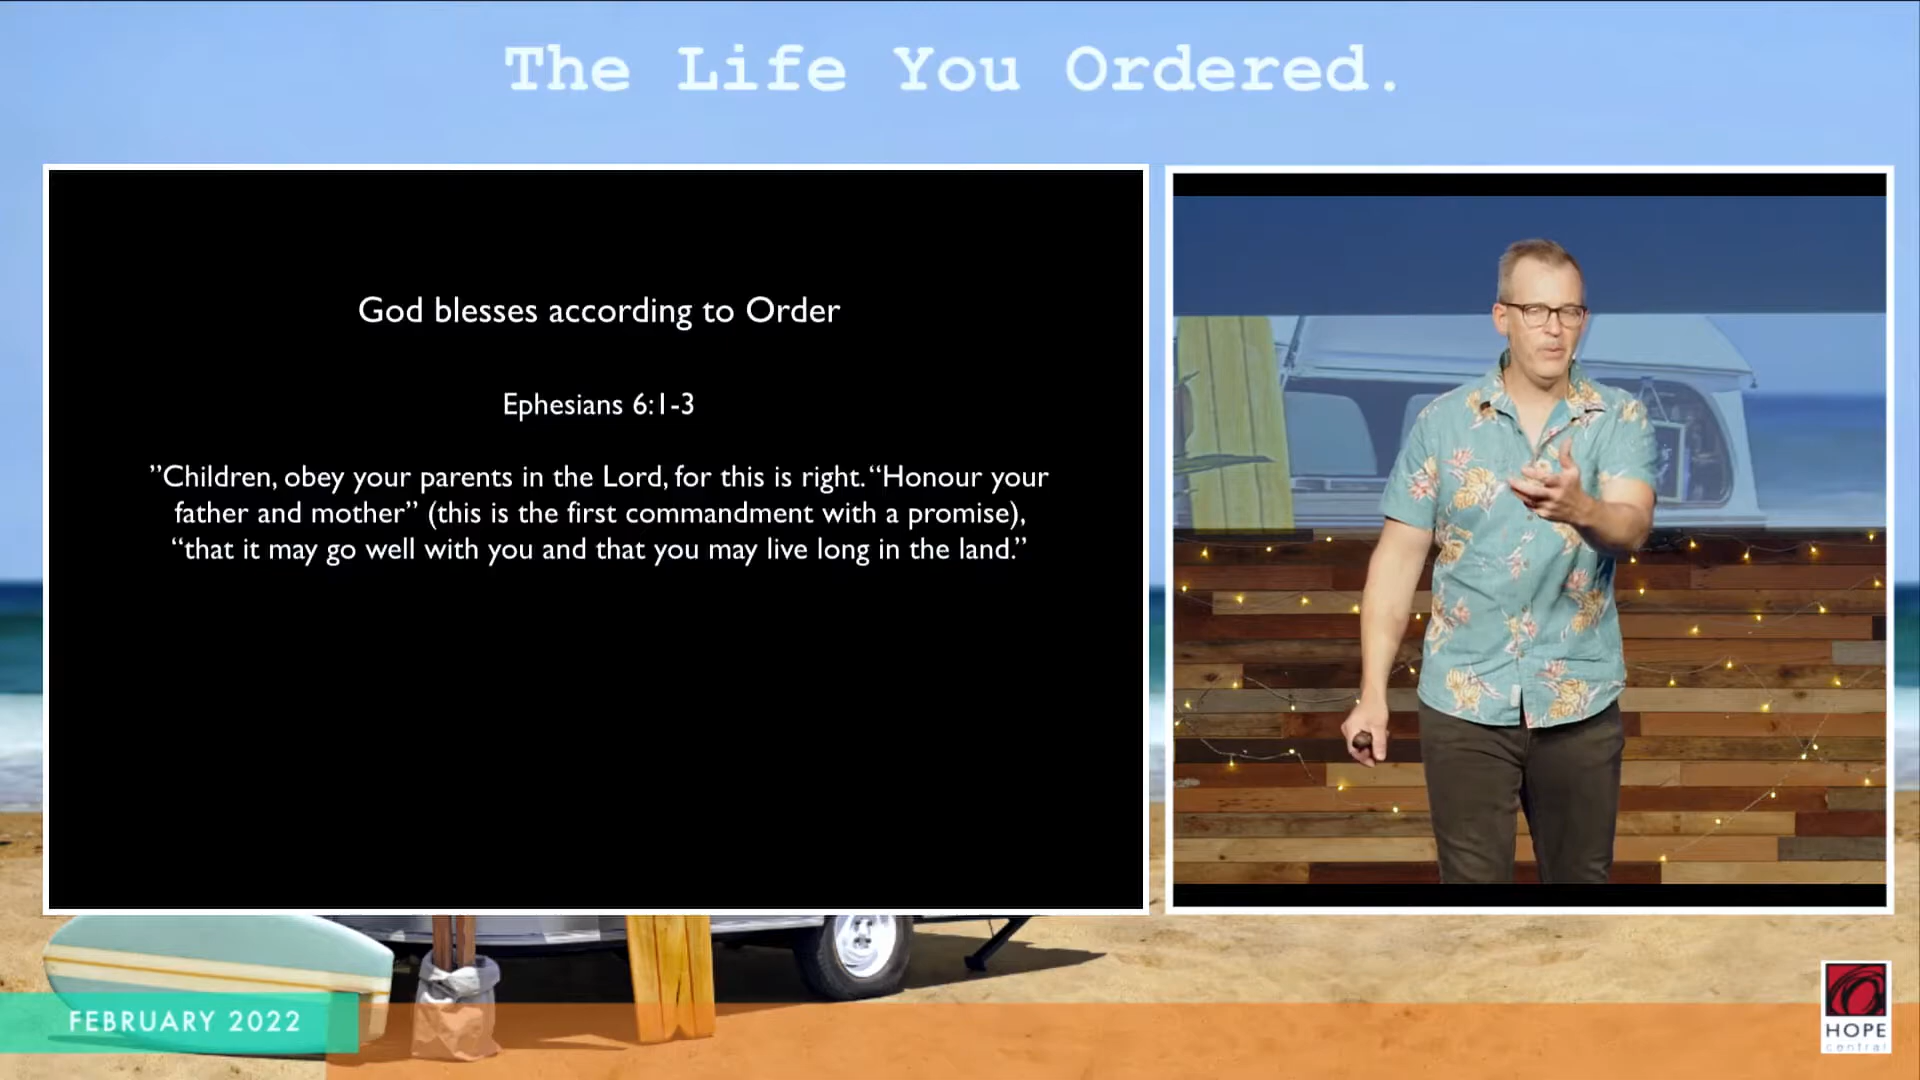 The Life You Ordered.
God blesses according to Order
Ephesians 6:1-3
”Children, obey your parents in the Lord, for this is right. “Honour your
father and mother” (this is the first commandment with a promise),
“that it may go well with you and that you may live long in the land.”
FEBRUARY 2022
HOPE
central